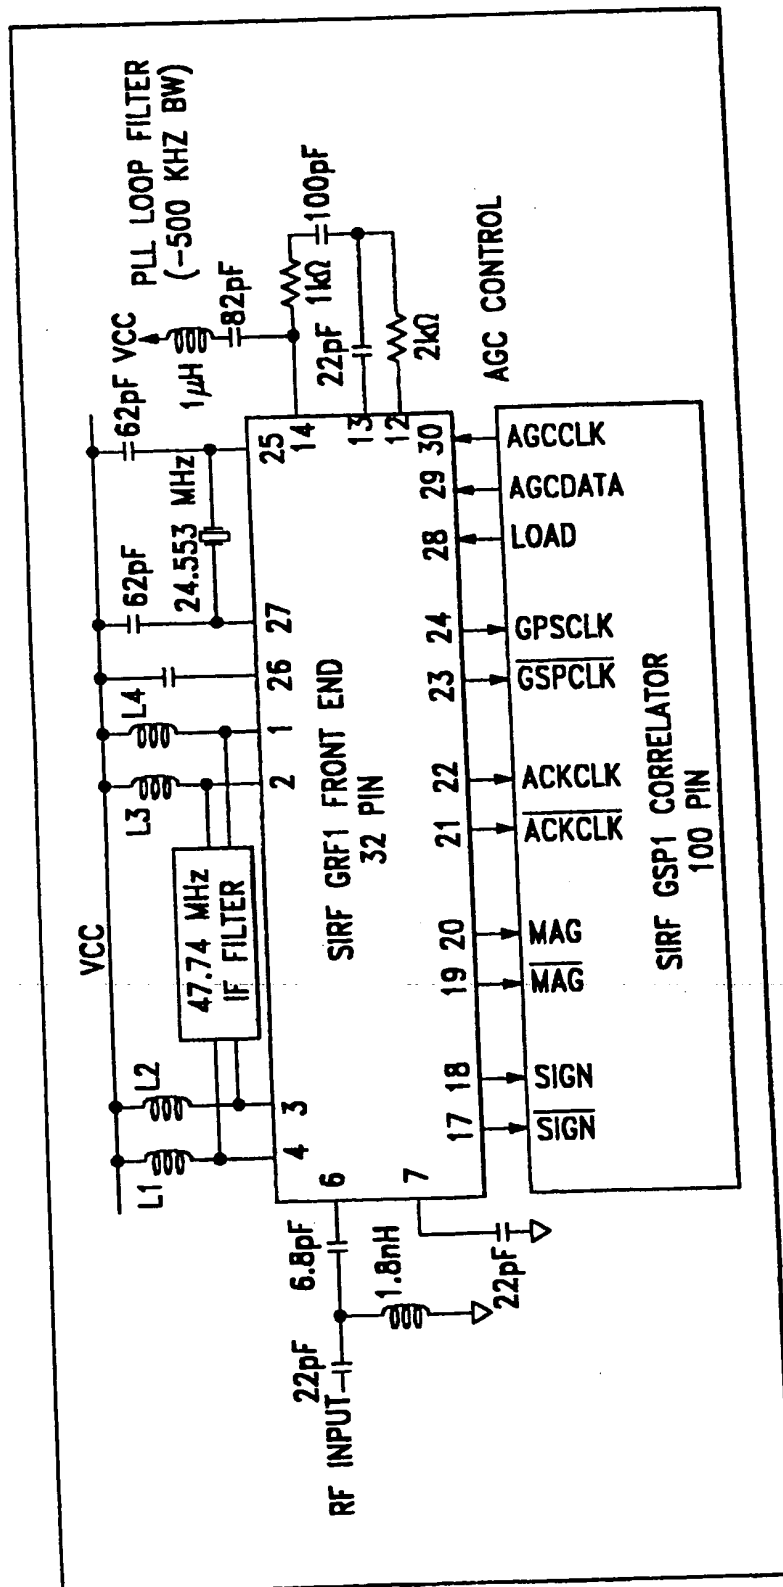 PLL LOOP FILTER
(-500 KHZ BW)
VCC
62pF
62pF
VCC
1μH
82pF
24.553 MHz
1kΩ
100pF
22pF
2kΩ
L1
L2
L3
L4
47.74 MHz
IF FILTER
4
3
2
1
26
27
25
14
13
12
6
7
SIRF GRF1 FRONT END
32 PIN
RF INPUT
22pF
6.8pF
1.8nH
22pF
17
18
19
20
21
22
23
24
28
29
30
AGC CONTROL
SIGN
SIGN
MAG
MAG
ACKCLK
ACKCLK
GSPCLK
GPSCLK
LOAD
AGCDATA
AGCCLK
SIRF GSP1 CORRELATOR
100 PIN